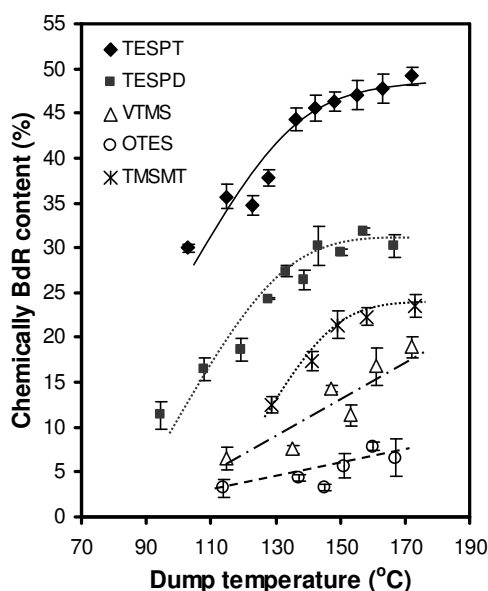 55
50
45
40
35
30
25
20
15
10
5
0
Chemically BdR content (%)
TESPT
TESPD
VTMS
OTES
TMSMT
70 90 110 130 150 170 190
Dump temperature (°C)